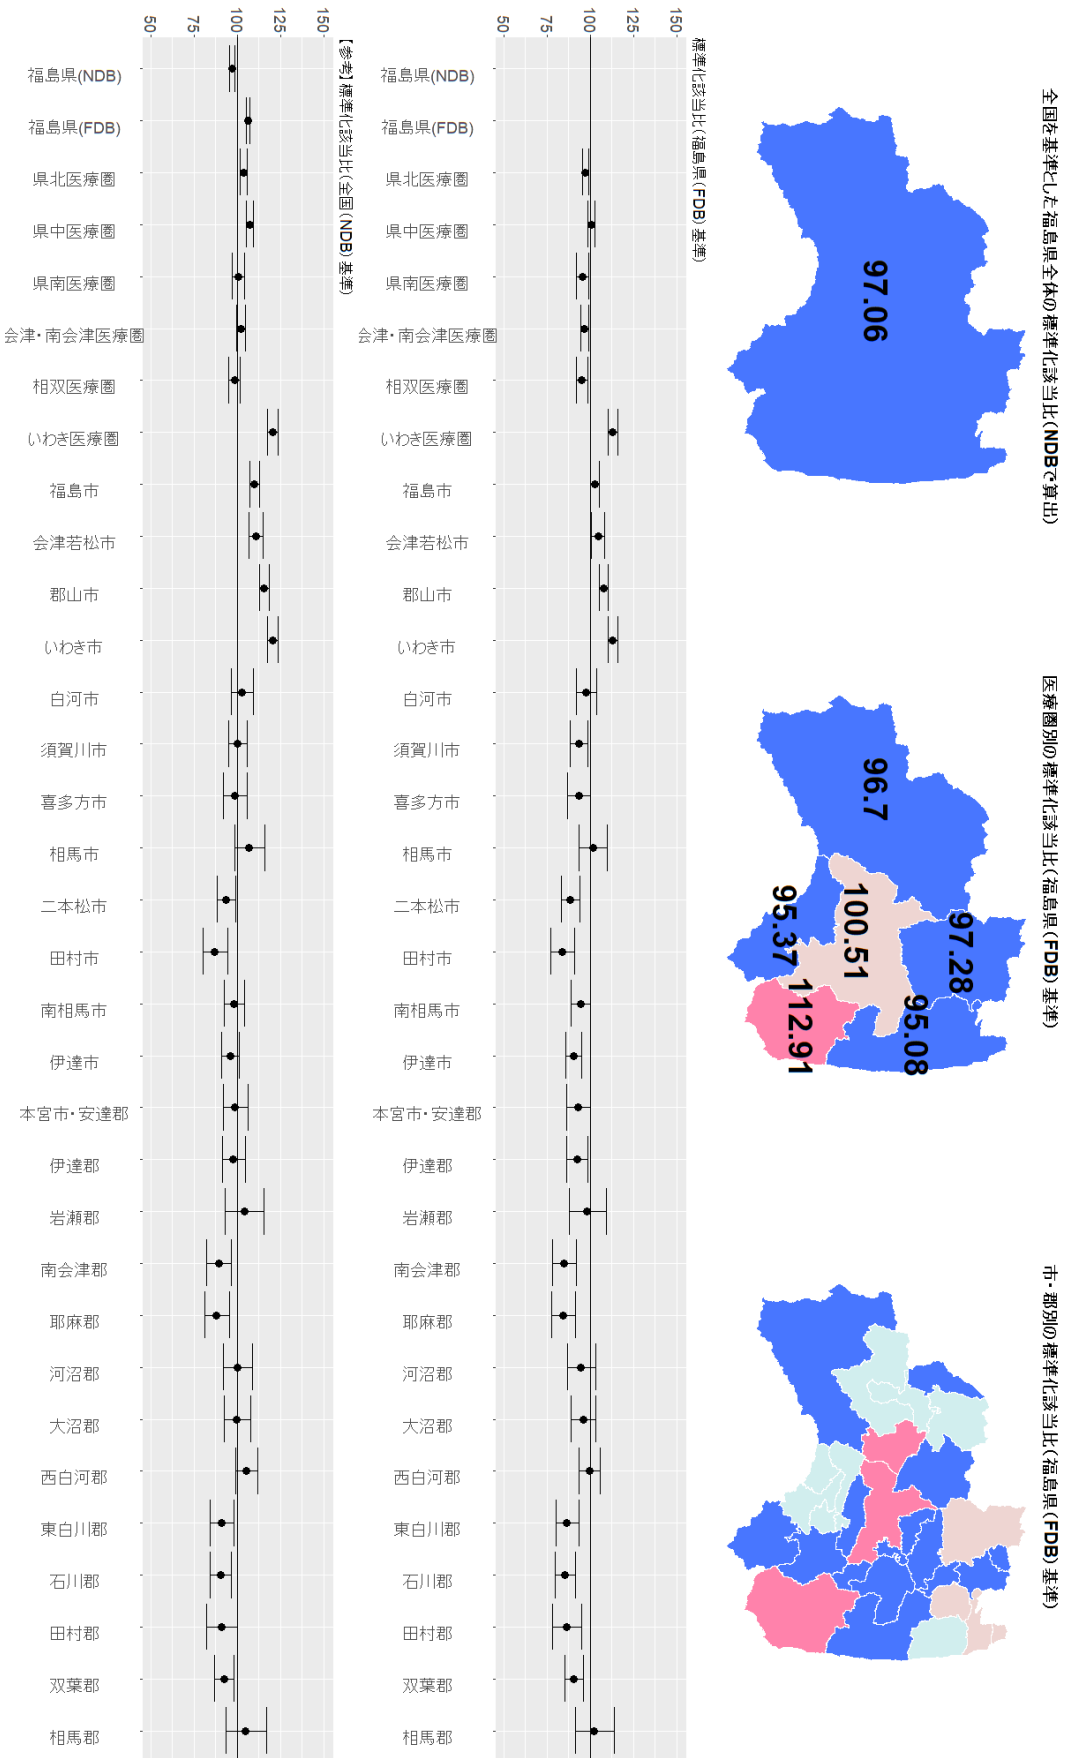 全国を基準とした福島県全体の標準化該当比(NDBで算出)
97.06
医療圏別の標準化該当比(福島県(FDB)基準)
96.7
97.28
100.51
95.08
95.37
112.91
市・郡別の標準化該当比(福島県(FDB)基準)
標準化該当比(福島県(FDB)基準)
150
125
100
75
50
福島県(NDB)
福島県(FDB)
県北医療圏
県中医療圏
県南医療圏
会津・南会津医療圏
相双医療圏
いわき医療圏
福島市
会津若松市
郡山市
いわき市
白河市
須賀川市
喜多方市
相馬市
二本松市
田村市
南相馬市
伊達市
本宮市・安達郡
伊達郡
岩瀬郡
南会津郡
耶麻郡
河沼郡
大沼郡
西白河郡
東白川郡
石川郡
田村郡
双葉郡
相馬郡
【参考】標準化該当比(全国(NDB)基準)
150
125
100
75
50
福島県(NDB)
福島県(FDB)
県北医療圏
県中医療圏
県南医療圏
会津・南会津医療圏
相双医療圏
いわき医療圏
福島市
会津若松市
郡山市
いわき市
白河市
須賀川市
喜多方市
相馬市
二本松市
田村市
南相馬市
伊達市
本宮市・安達郡
伊達郡
岩瀬郡
南会津郡
耶麻郡
河沼郡
大沼郡
西白河郡
東白川郡
石川郡
田村郡
双葉郡
相馬郡